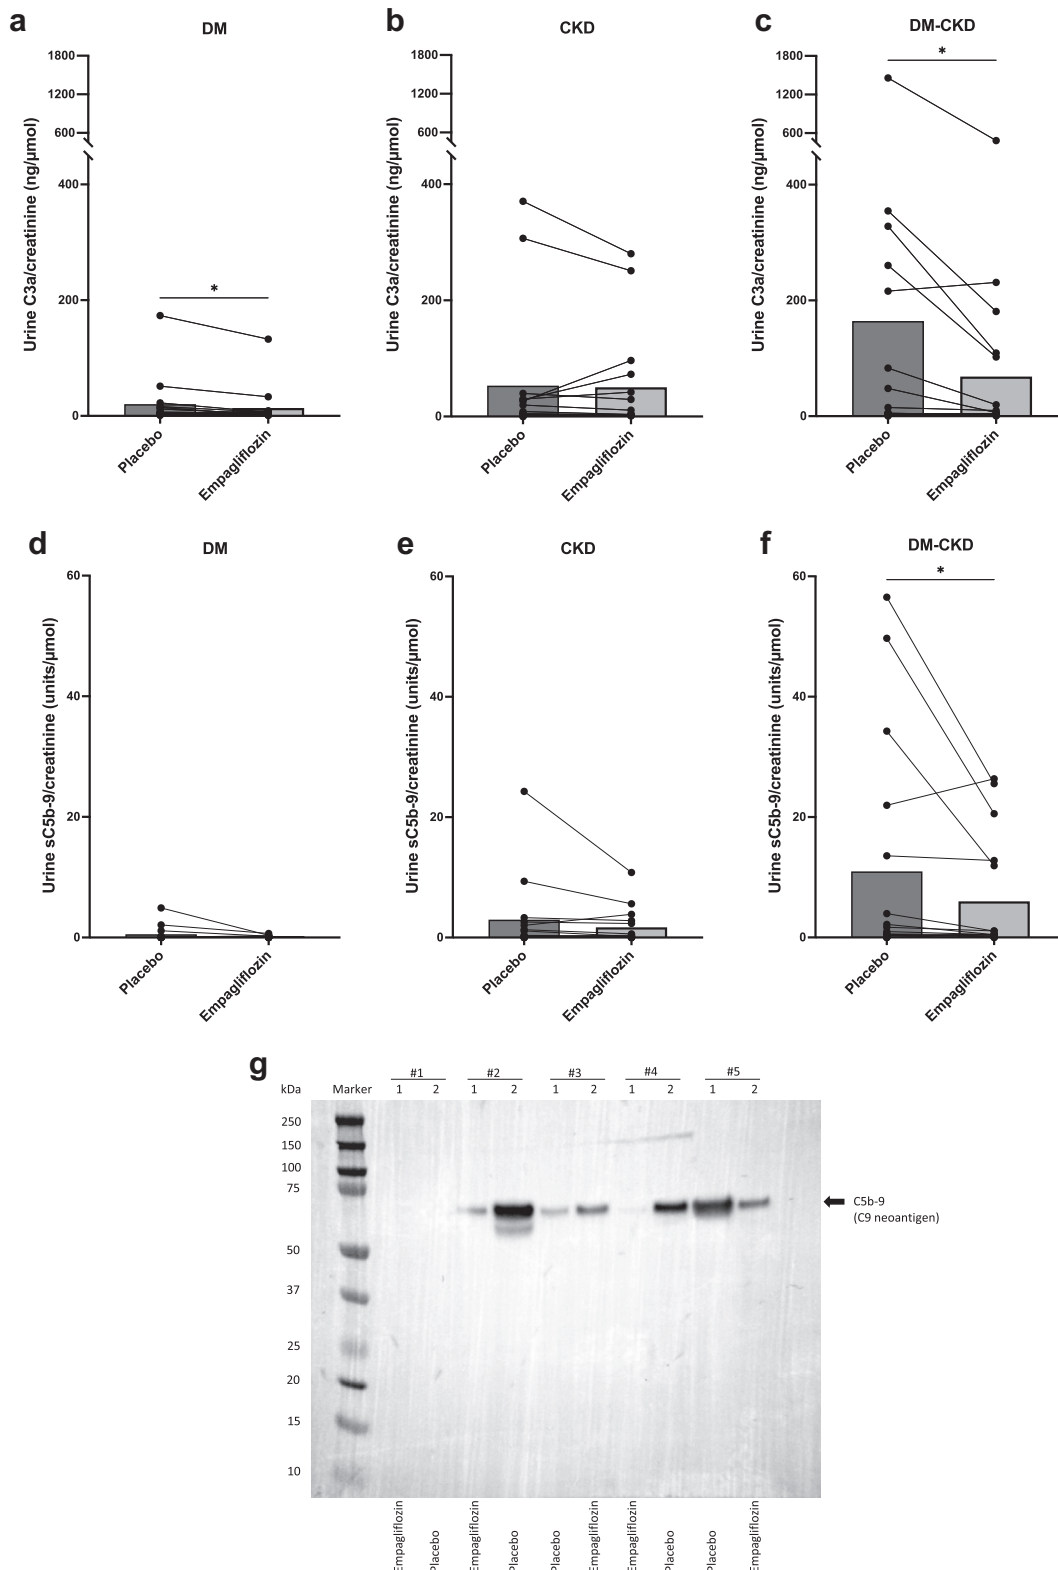 a
DM
Urine C3a/creatinine (ng/µmol)
1800
1200
600
400
200
0
*
Placebo
Empagliflozin
b
CKD
Urine C3a/creatinine (ng/µmol)
1800
1200
600
400
200
0
Placebo
Empagliflozin
c
DM-CKD
Urine C3a/creatinine (ng/µmol)
1800
1200
600
400
200
0
*
Placebo
Empagliflozin
d
DM
Urine sC5b-9/creatinine (units/µmol)
60
40
20
0
Placebo
Empagliflozin
e
CKD
Urine sC5b-9/creatinine (units/µmol)
60
40
20
0
Placebo
Empagliflozin
f
DM-CKD
Urine sC5b-9/creatinine (units/µmol)
60
40
20
0
*
Placebo
Empagliflozin
g
#1 #2 #3 #4 #5
kDa Marker 1 2 1 2 1 2 1 2 1 2
250
150
100
75
50
37
25
20
15
10
C5b-9
(C9 neoantigen)
Empagliflozin
Placebo
Empagliflozin
Placebo
Placebo
Empagliflozin
Empagliflozin
Placebo
Placebo
Empagliflozin